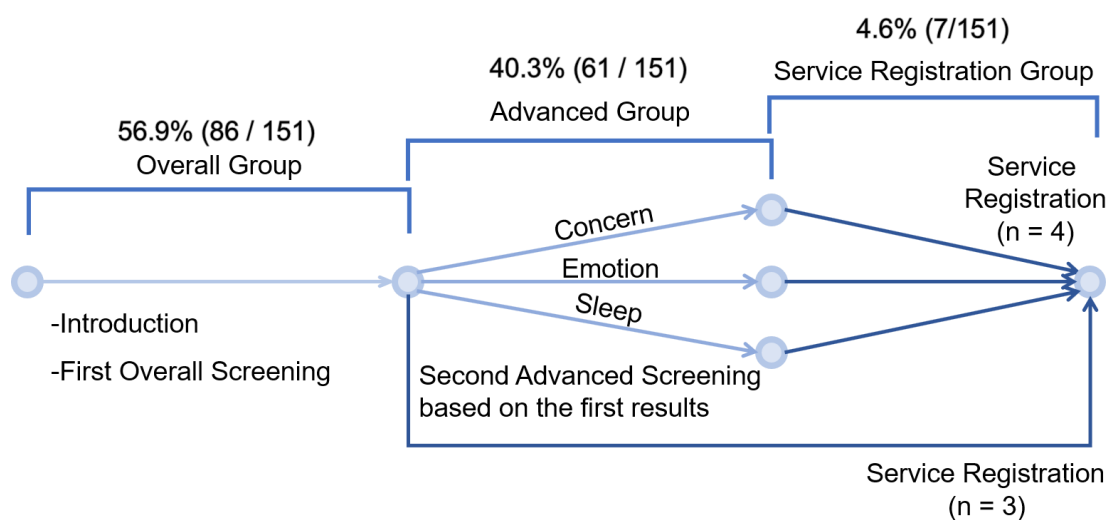 56.9% (86 / 151)
Overall Group
40.3% (61 / 151)
Advanced Group
4.6% (7/151)
Service Registration Group
-Introduction
-First Overall Screening
Concern
Emotion
Sleep
Second Advanced Screening
based on the first results
Service
Registration
(n = 4)
Service Registration
(n = 3)